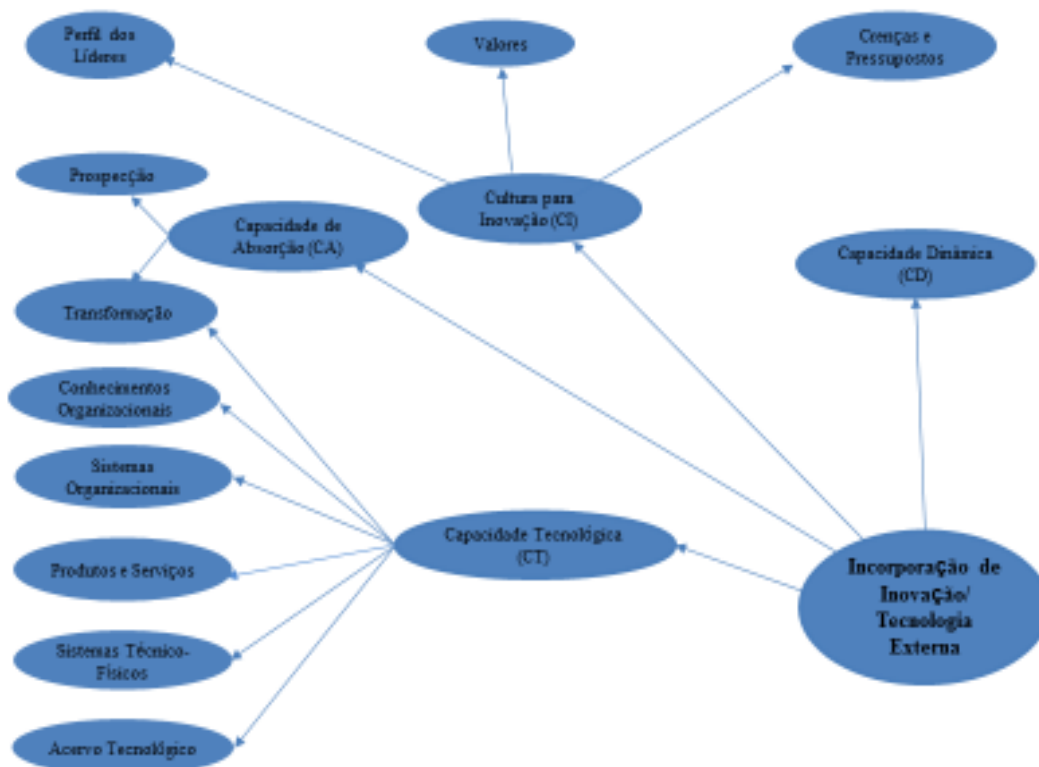 Perfil dos
Líderes
Valores
Crenças e
Pressupostos
Prospecção
Capacidade de
Absorção (CA)
Cultura para
Inovação (CI)
Capacidade Dinâmica
(CD)
Transformação
Conhecimentos
Organizacionais
Sistemas
Organizacionais
Capacidade Tecnológica
(CT)
Produtos e Serviços
Incorporação de
Inovação/
Tecnologia
Externa
Sistemas Técnico-
Físicos
Acervo Tecnológico